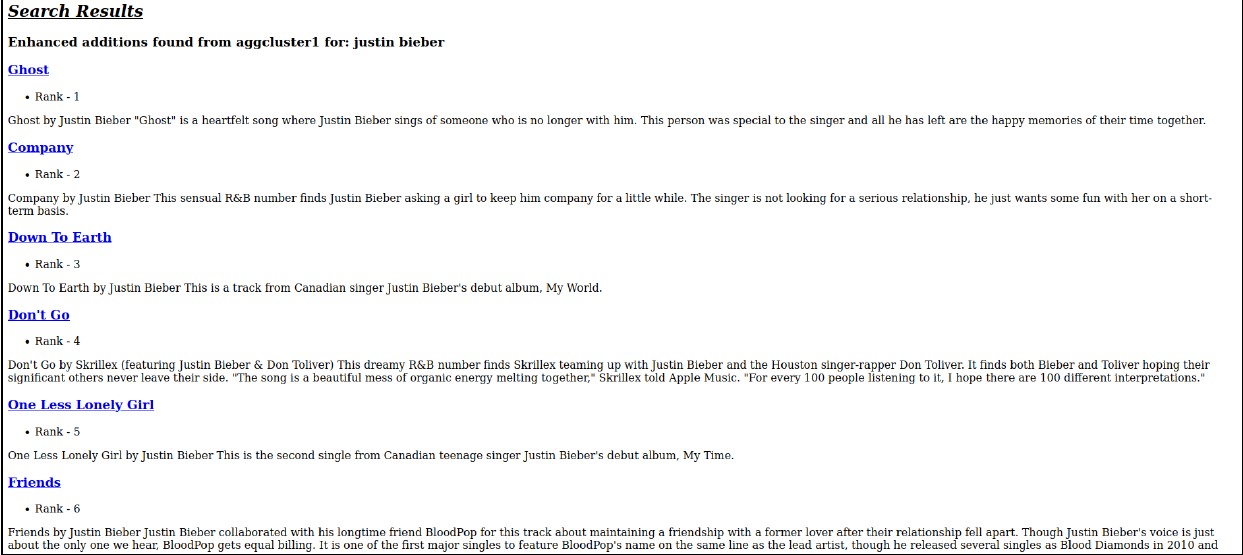 Search Results
Enhanced additions found from aggcluster1 for: justin bieber
Ghost
• Rank - 1
Ghost by Justin Bieber "Ghost" is a heartfelt song where Justin Bieber sings of someone who is no longer with him. This person was special to the singer and all he has left are the happy memories of their time together.
Company
• Rank - 2
Company by Justin Bieber This sensual R&B number finds Justin Bieber asking a girl to keep him company for a little while. The singer is not looking for a serious relationship, he just wants some fun with her on a short-
term basis.
Down To Earth
• Rank - 3
Down To Earth by Justin Bieber This is a track from Canadian singer Justin Bieber's debut album, My World.
Don't Go
• Rank - 4
Don't Go by Skrillex (featuring Justin Bieber & Don Toliver) This dreamy R&B number finds Skrillex teaming up with Justin Bieber and the Houston singer-rapper Don Toliver. It finds both Bieber and Toliver hoping their
significant others never leave their side. "The song is a beautiful mess of organic energy melting together," Skrillex told Apple Music. "For every 100 people listening to it, I hope there are 100 different interpretations."
One Less Lonely Girl
• Rank - 5
One Less Lonely Girl by Justin Bieber This is the second single from Canadian teenage singer Justin Bieber's debut album, My Time.
Friends
• Rank - 6
Friends by Justin Bieber Justin Bieber collaborated with his longtime friend BloodPop for this track about maintaining a friendship with a former lover after their relationship fell apart. Though Justin Bieber's voice is just
about the only one we hear, BloodPop gets equal billing. It is one of the first major singles to feature BloodPop's name on the same line as the lead artist, though he released several singles as Blood Diamonds in 2010 and